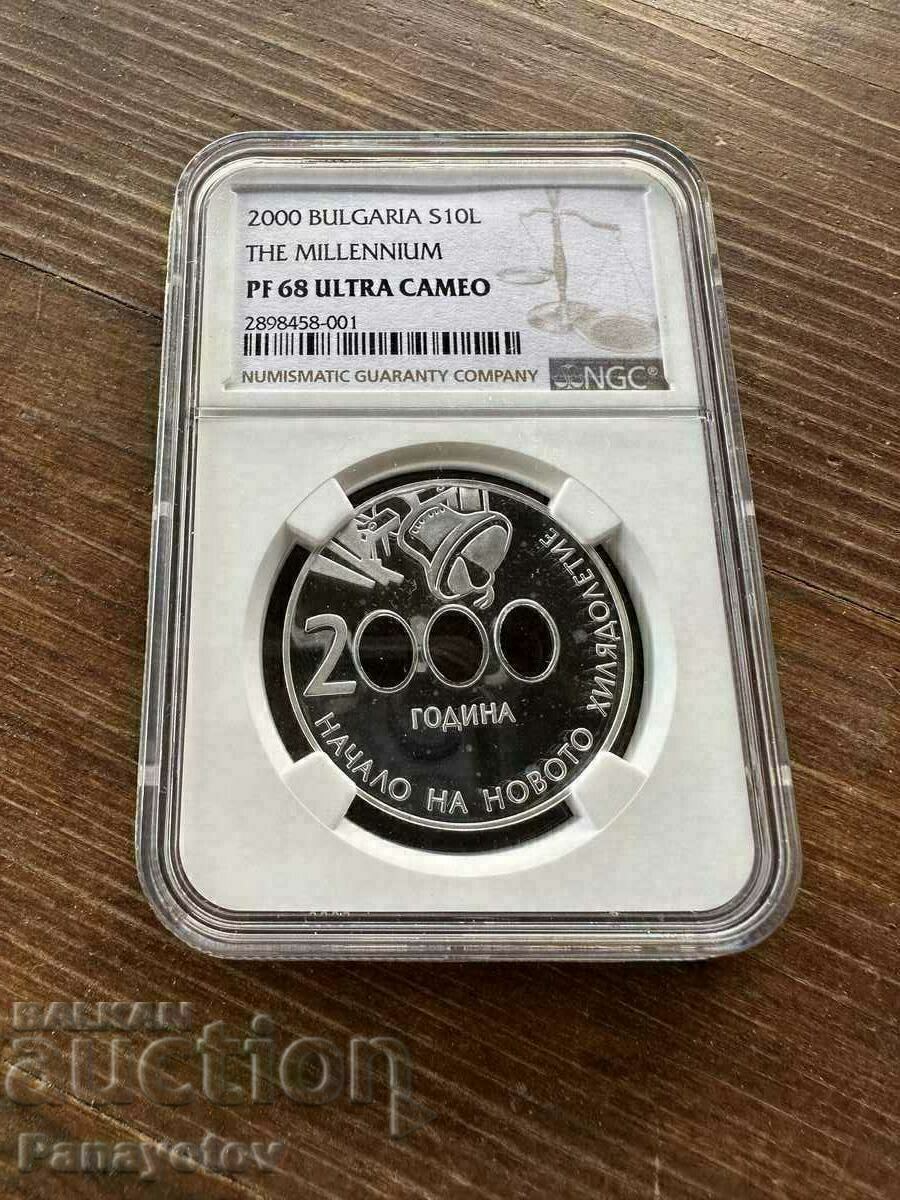 2000 BULGARIA S10L
THE MILLENNIUM
PF 68 ULTRA CAMEO
2898458-001
NUMISMATIC GUARANTY COMPANY
NGC®
2000
ГОДИНА
НАЧАЛО НА НОВОТО ХИЛЯДОЛЕТИЕ
BALKAN
auction
Panayotov